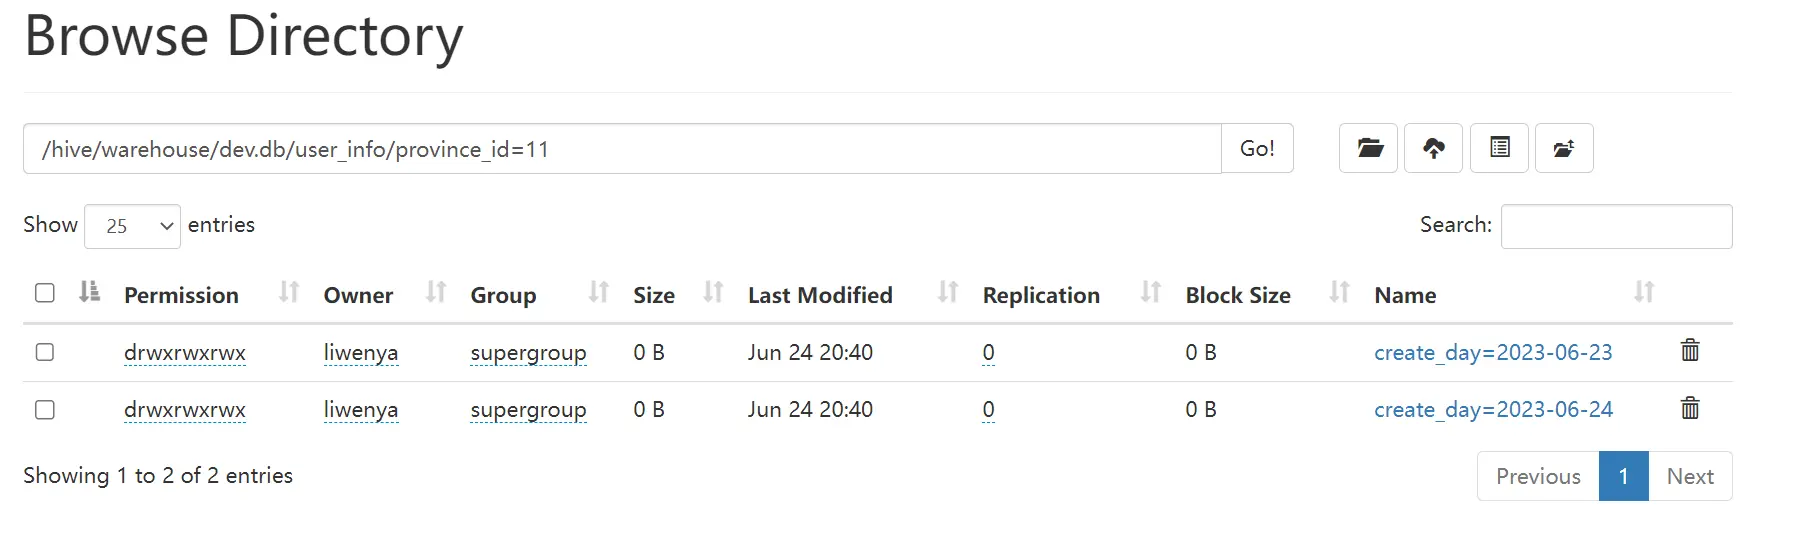 Browse Directory
/hive/warehouse/dev.db/user_info/province_id=11 Go!
Show 25 entries Search:
Permission Owner Group Size Last Modified Replication Block Size Name
drwxrwxrwx liwenya supergroup 0 B Jun 24 20:40 0 0 B create_day=2023-06-23
drwxrwxrwx liwenya supergroup 0 B Jun 24 20:40 0 0 B create_day=2023-06-24
Showing 1 to 2 of 2 entries Previous 1 Next